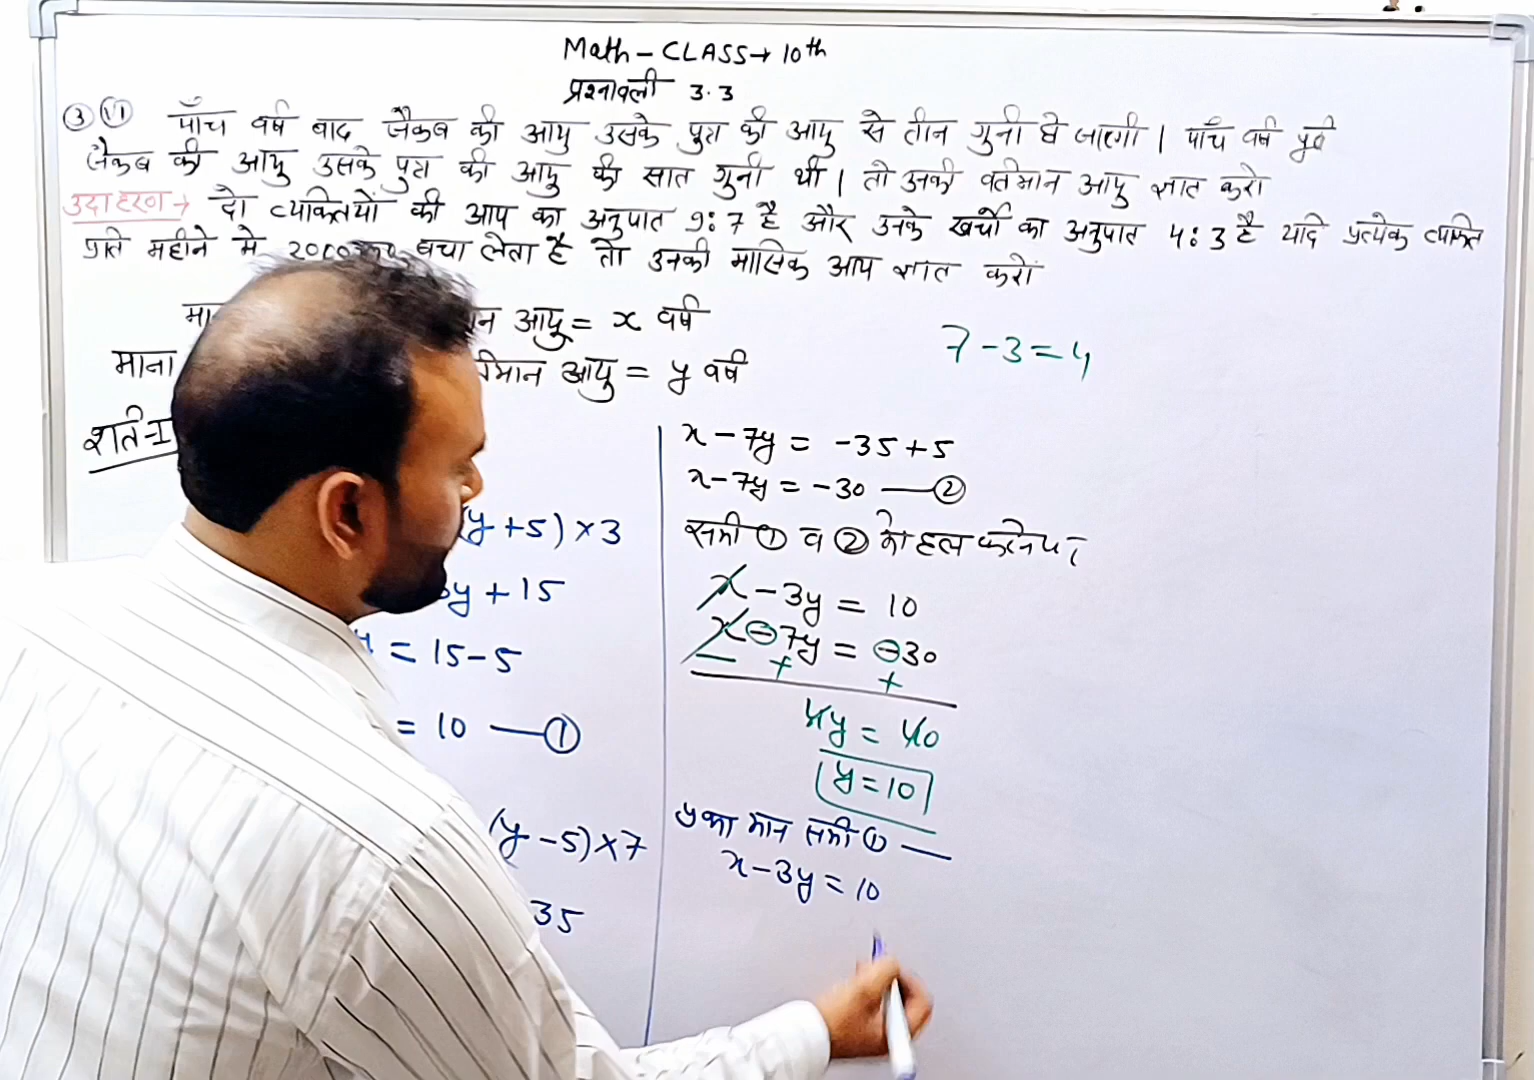 Math - CLASS → 10th
प्रश्नावली 3.3
③ Ⅵ पाँच वर्ष बाद जैकब की आयु उसके पुत्र की आयु से तीन गुनी हो जाएगी । पाँच वर्ष पूर्व
जैकब की आयु उसके पुत्र की आयु की सात गुनी थी । तो उनकी वर्तमान आयु ज्ञात करो
उदाहरण → दो व्यक्तियों की आय का अनुपात 9:7 है और उनके खर्चो का अनुपात 4:3 है यदि प्रत्येक व्यक्ति
प्रति महीने मे 2000 बचा लेता है तो उनकी मासिक आय ज्ञात करों
आयु = x वर्ष
माना आयु = y वर्ष
7 - 3 = 4
शर्त-I
(y + 5) × 3
y + 15
= 15 - 5
= 10 — ①
(y - 5) × 7
35
x - 7y = -35 + 5
x - 7y = -30 — ②
समी ① व ② को हल करने पर
x - 3y = 10
x - 7y = -30
- + +
4y = 40
y = 10
y का मान समी ① —
x - 3y = 10